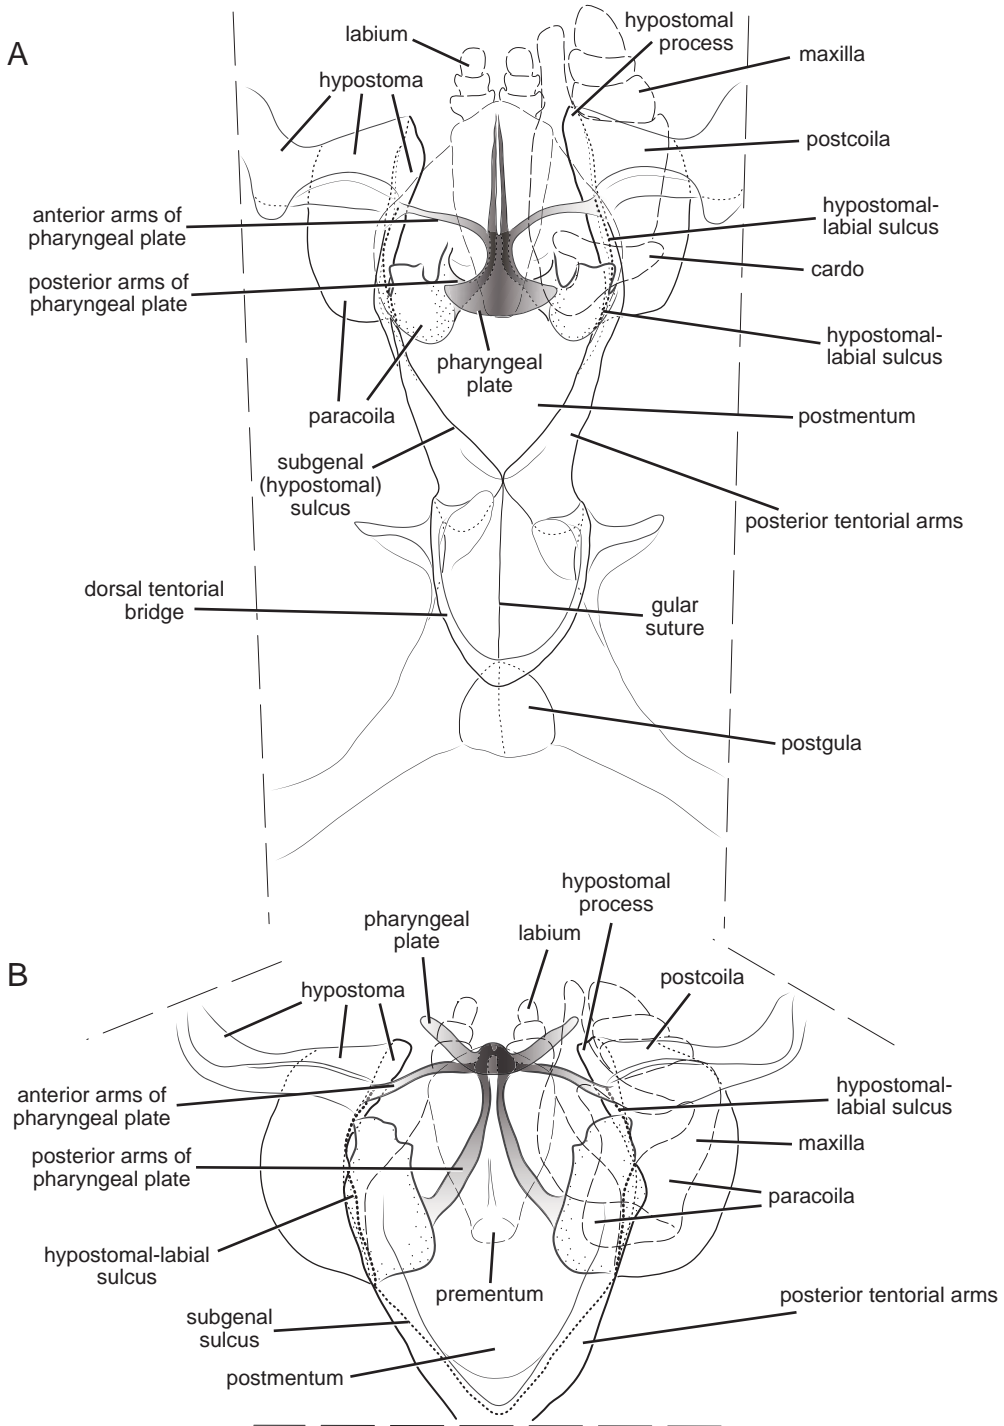 A
labium
hypostomal
process
maxilla
hypostoma
postcoila
anterior arms of
pharyngeal plate
hypostomal-
labial sulcus
posterior arms of
pharyngeal plate
cardo
hypostomal-
labial sulcus
pharyngeal
plate
paracoila
postmentum
subgenal
(hypostomal)
sulcus
posterior tentorial arms
dorsal tentorial
bridge
gular
suture
postgula
B
pharyngeal
plate
labium
hypostomal
process
postcoila
hypostoma
anterior arms of
pharyngeal plate
hypostomal-
labial sulcus
maxilla
posterior arms of
pharyngeal plate
paracoila
hypostomal-labial
sulcus
prementum
posterior tentorial arms
subgenal
sulcus
postmentum